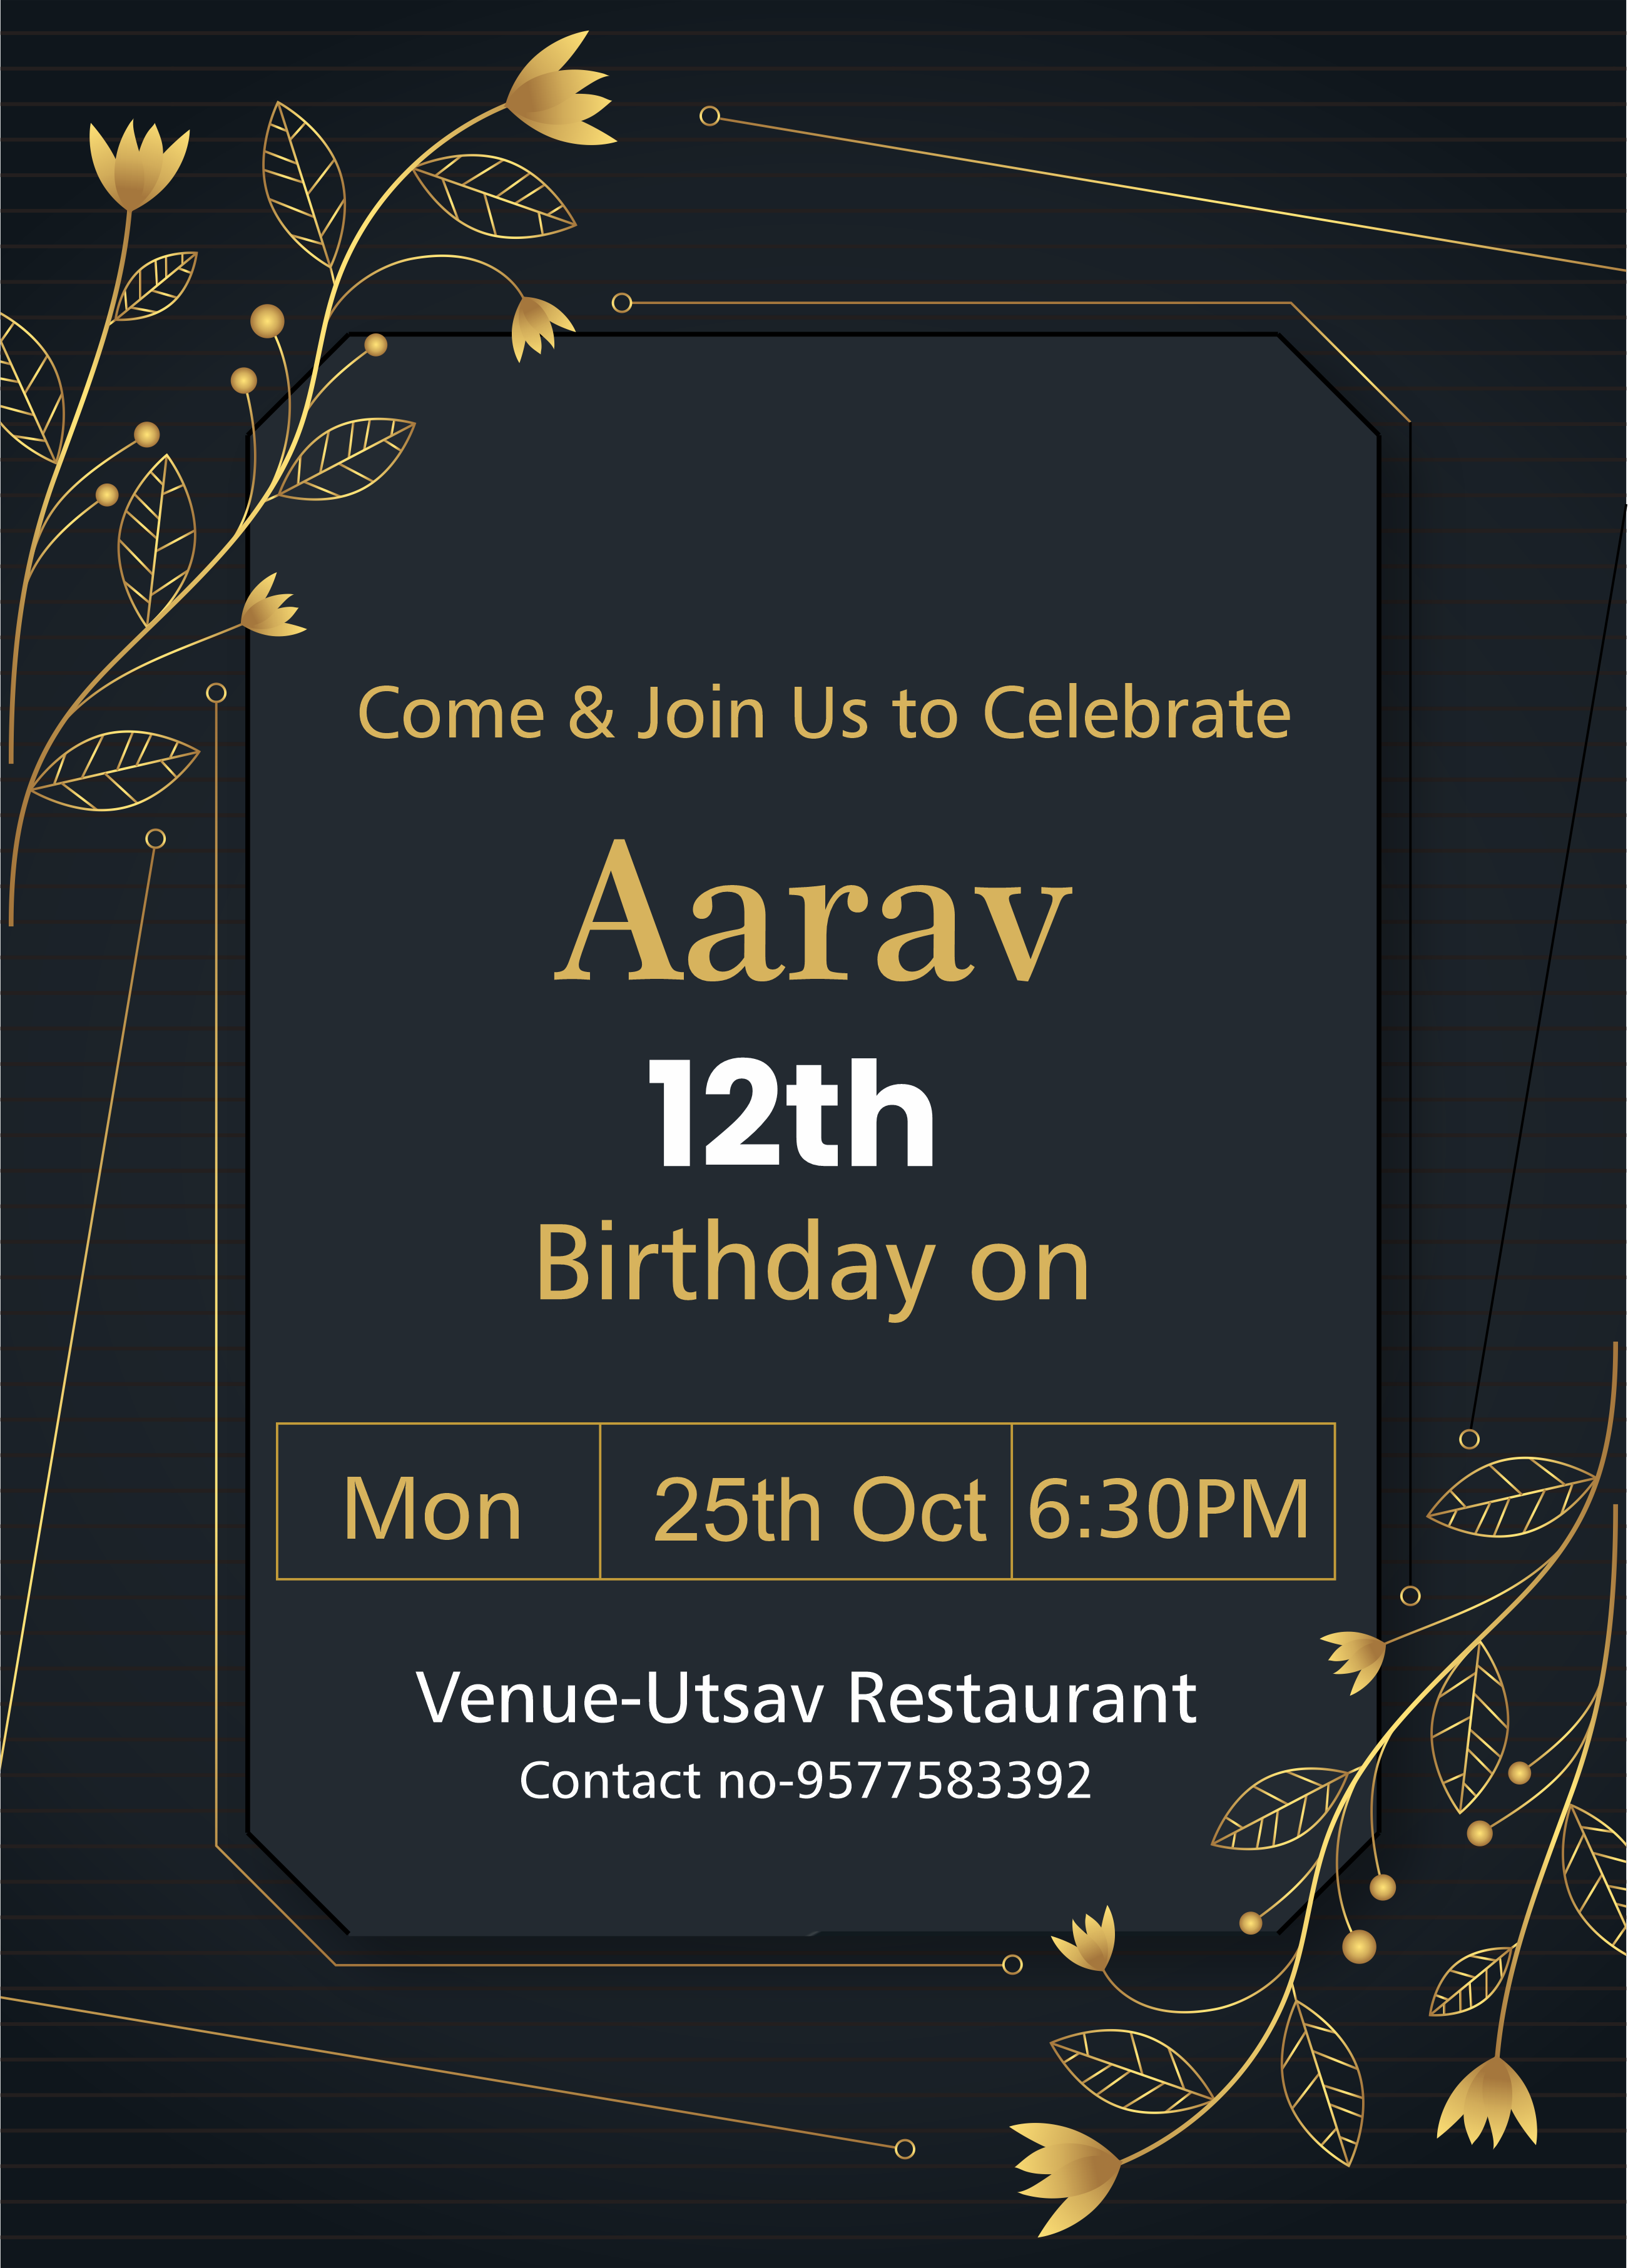 Come & Join Us to Celebrate
Aarav
12th
Birthday on
Mon 25th Oct 6:30PM
Venue-Utsav Restaurant
Contact no-9577583392